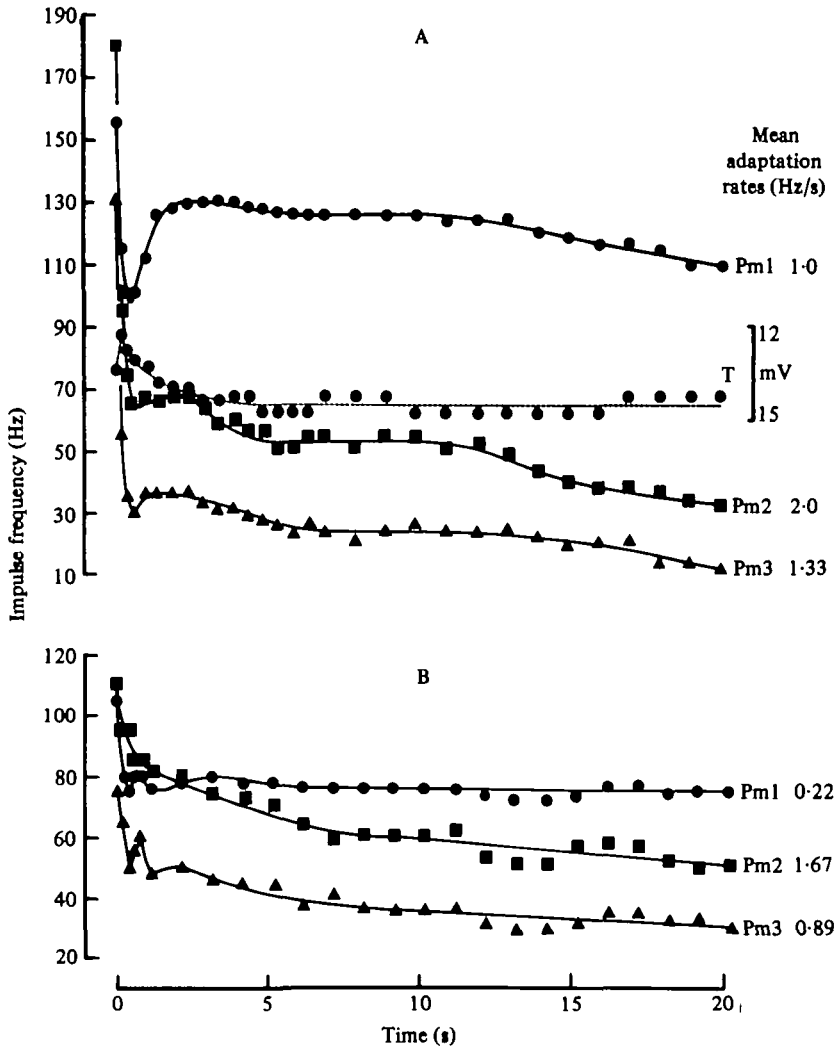 A
Mean
adaptation
rates (Hz/s)
170
150
130
110
90
70
50
30
10
Pm1 1·0
12
T
mV
15
Pm2 2·0
Pm3 1·33
Impulse frequency (Hz)
B
120
100
80
60
40
20
Pm1 0·22
Pm2 1·67
Pm3 0·89
0 5 10 15 20
Time (s)